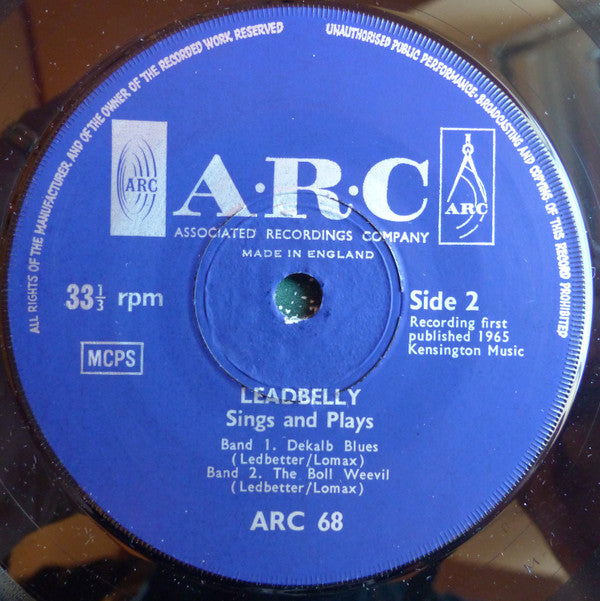 ALL RIGHTS OF THE MANUFACTURER, AND OF THE OWNER OF THE RECORDED WORK, RESERVED
UNAUTHORISED PUBLIC PERFORMANCE, BROADCASTING AND COPYING OF THIS RECORD PROHIBITED
ARC
A·R·C
ARC
ASSOCIATED RECORDINGS COMPANY
MADE IN ENGLAND
33⅓ rpm
Side 2
Recording first
published 1965
Kensington Music
MCPS
LEADBELLY
Sings and Plays
Band 1. Dekalb Blues
(Ledbetter/Lomax)
Band 2. The Boll Weevil
(Ledbetter/Lomax)
ARC 68